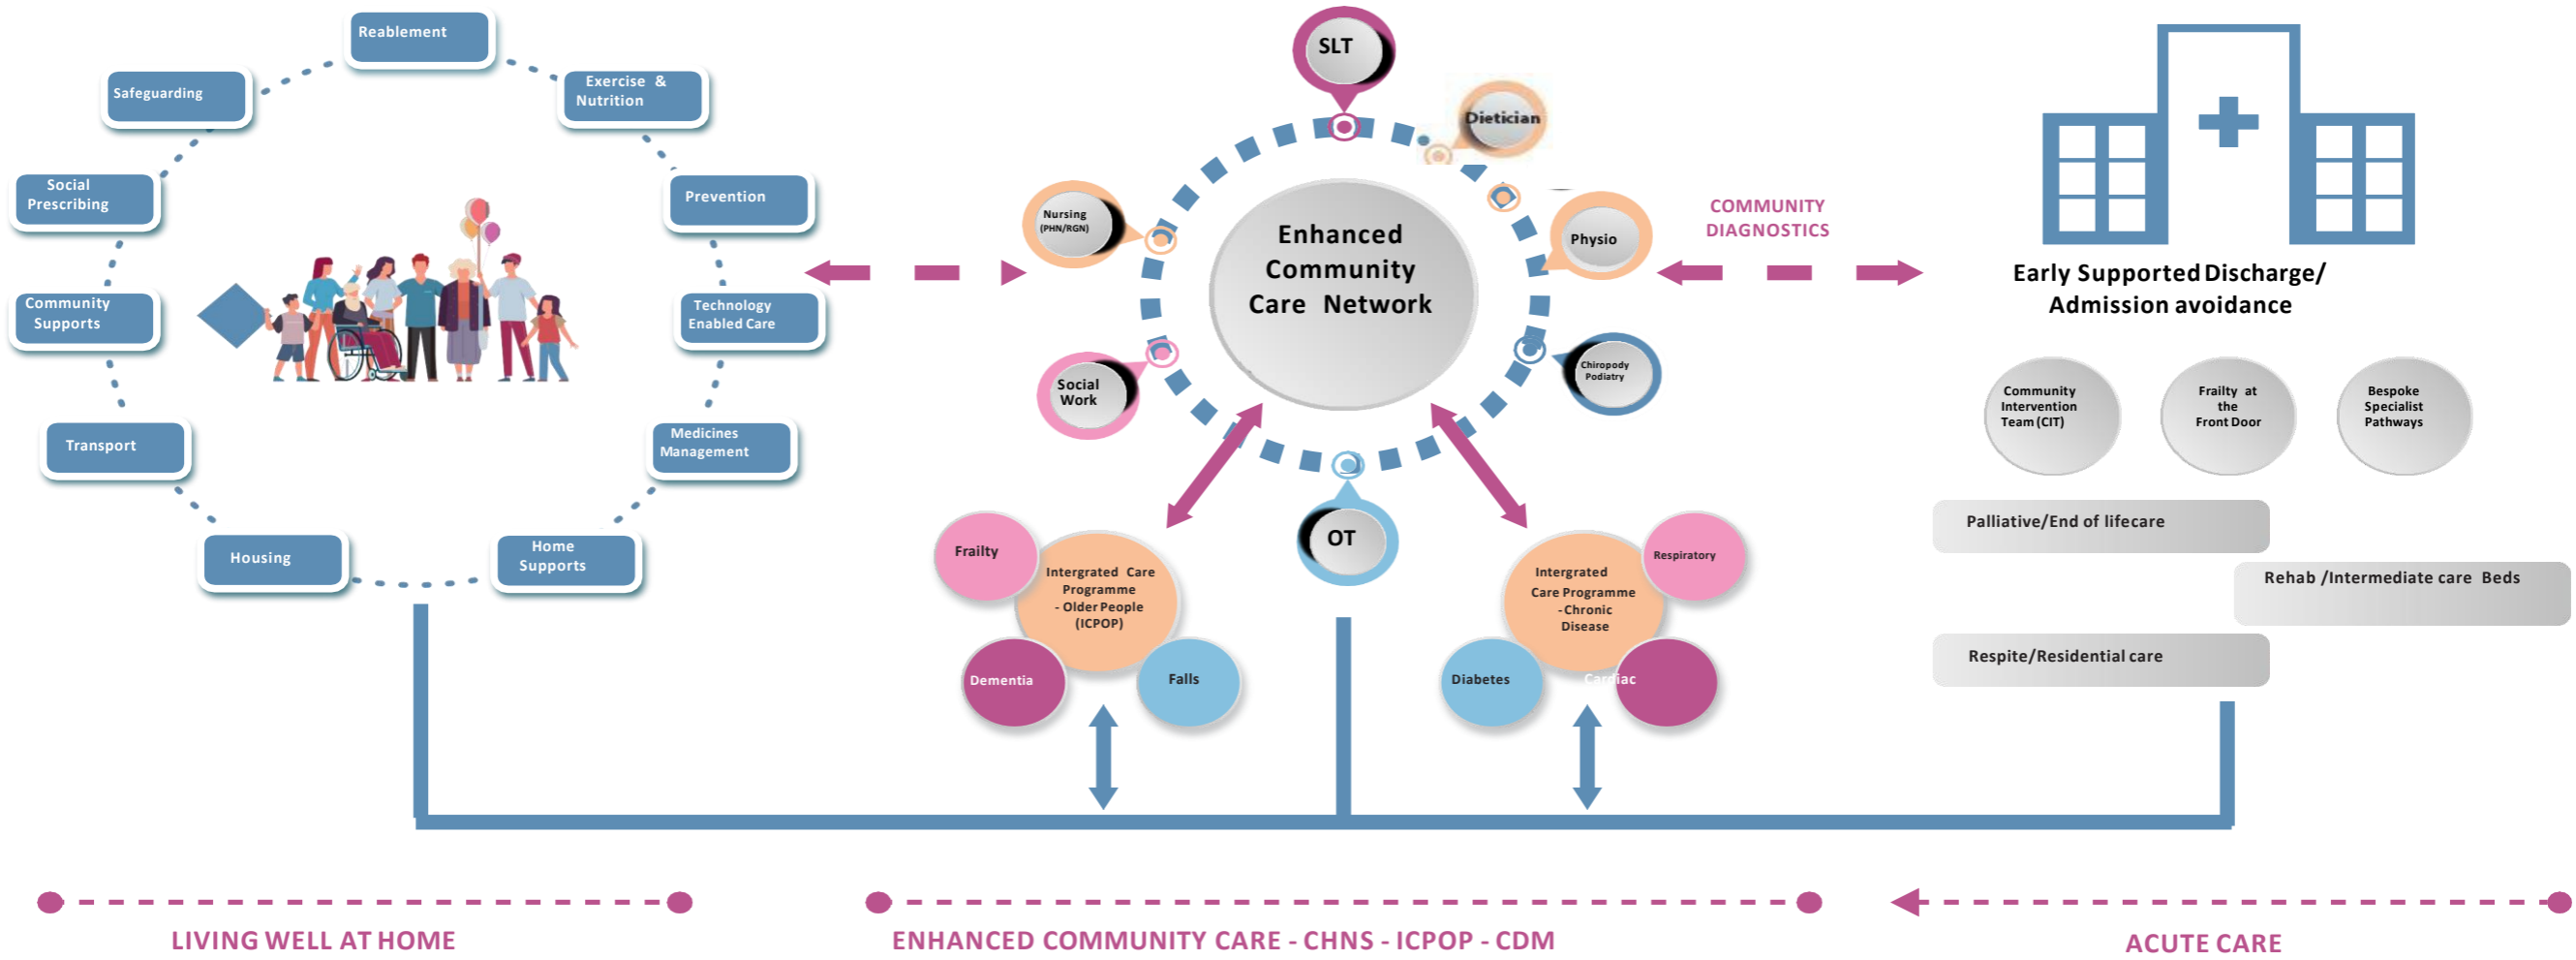 Reablement
Safeguarding
Exercise &
Nutrition
Social
Prescribing
Prevention
Community
Supports
Technology
Enabled Care
Transport
Medicines
Management
Housing
Home
Supports
SLT
Dietician
Nursing
(PHN/RGN)
Physio
Enhanced
Community
Care Network
Social
Work
Chiropody
Podiatry
OT
COMMUNITY
DIAGNOSTICS
Frailty
Intergrated Care
Programme
- Older People
(ICPOP)
Dementia
Falls
Intergrated
Care Programme
- Chronic
Disease
Respiratory
Diabetes
Cardiac
Early Supported Discharge/
Admission avoidance
Community
Intervention
Team (CIT)
Frailty at
the
Front Door
Bespoke
Specialist
Pathways
Palliative/End of lifecare
Rehab /Intermediate care Beds
Respite/Residential care
LIVING WELL AT HOME
ENHANCED COMMUNITY CARE - CHNS - ICPOP - CDM
ACUTE CARE